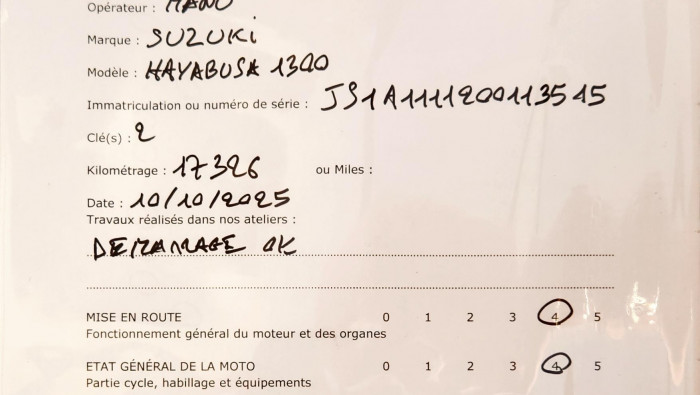 Opérateur : MANU
Marque : SUZUKi
Modèle : HAYABUSA 1300
Immatriculation ou numéro de série : JS1A1111200113545
Clé(s) : 2
Kilométrage : 17326 ou Miles :
Date : 10/10/2025
Travaux réalisés dans nos ateliers :
DEMARRAGE OK
MISE EN ROUTE 0 1 2 3 4 5
Fonctionnement général du moteur et des organes
ETAT GÉNÉRAL DE LA MOTO 0 1 2 3 4 5
Partie cycle, habillage et équipements